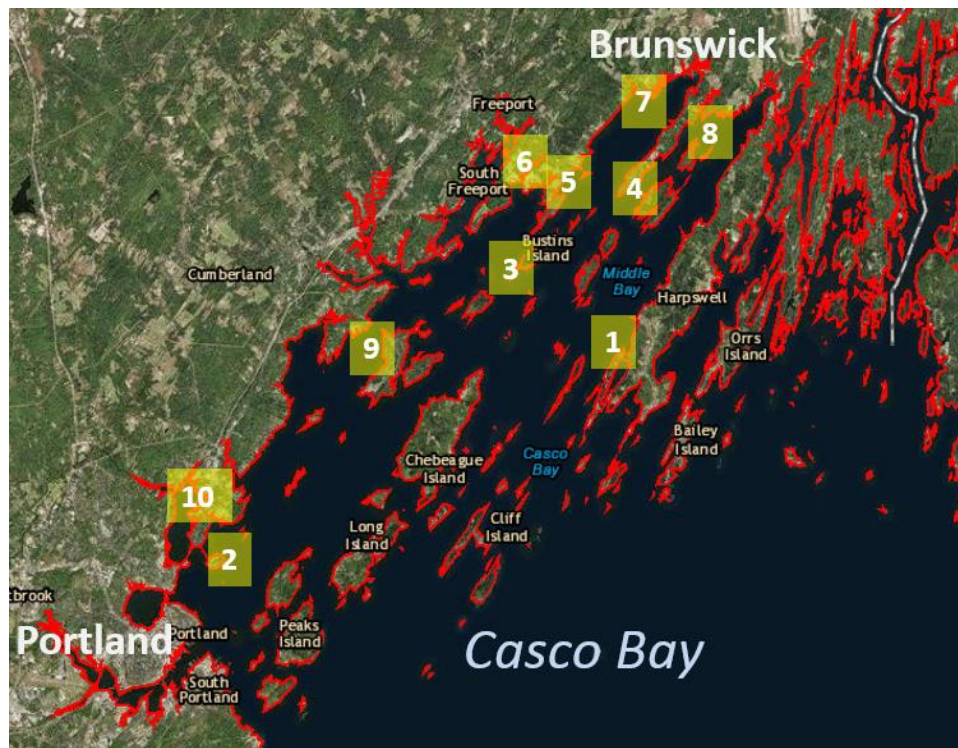 Brunswick
7
Freeport
8
6
South
Freeport
5
4
Bustins
Island
3
Cumberland
Middle
Bay
Harpswell
1
Orrs
Island
9
Bailey
Island
Chebeague
Island
Casco
Bay
10
Long
Island
Cliff
Island
2
tbrook
Portland
Portland
Peaks
Island
Casco Bay
South
Portland